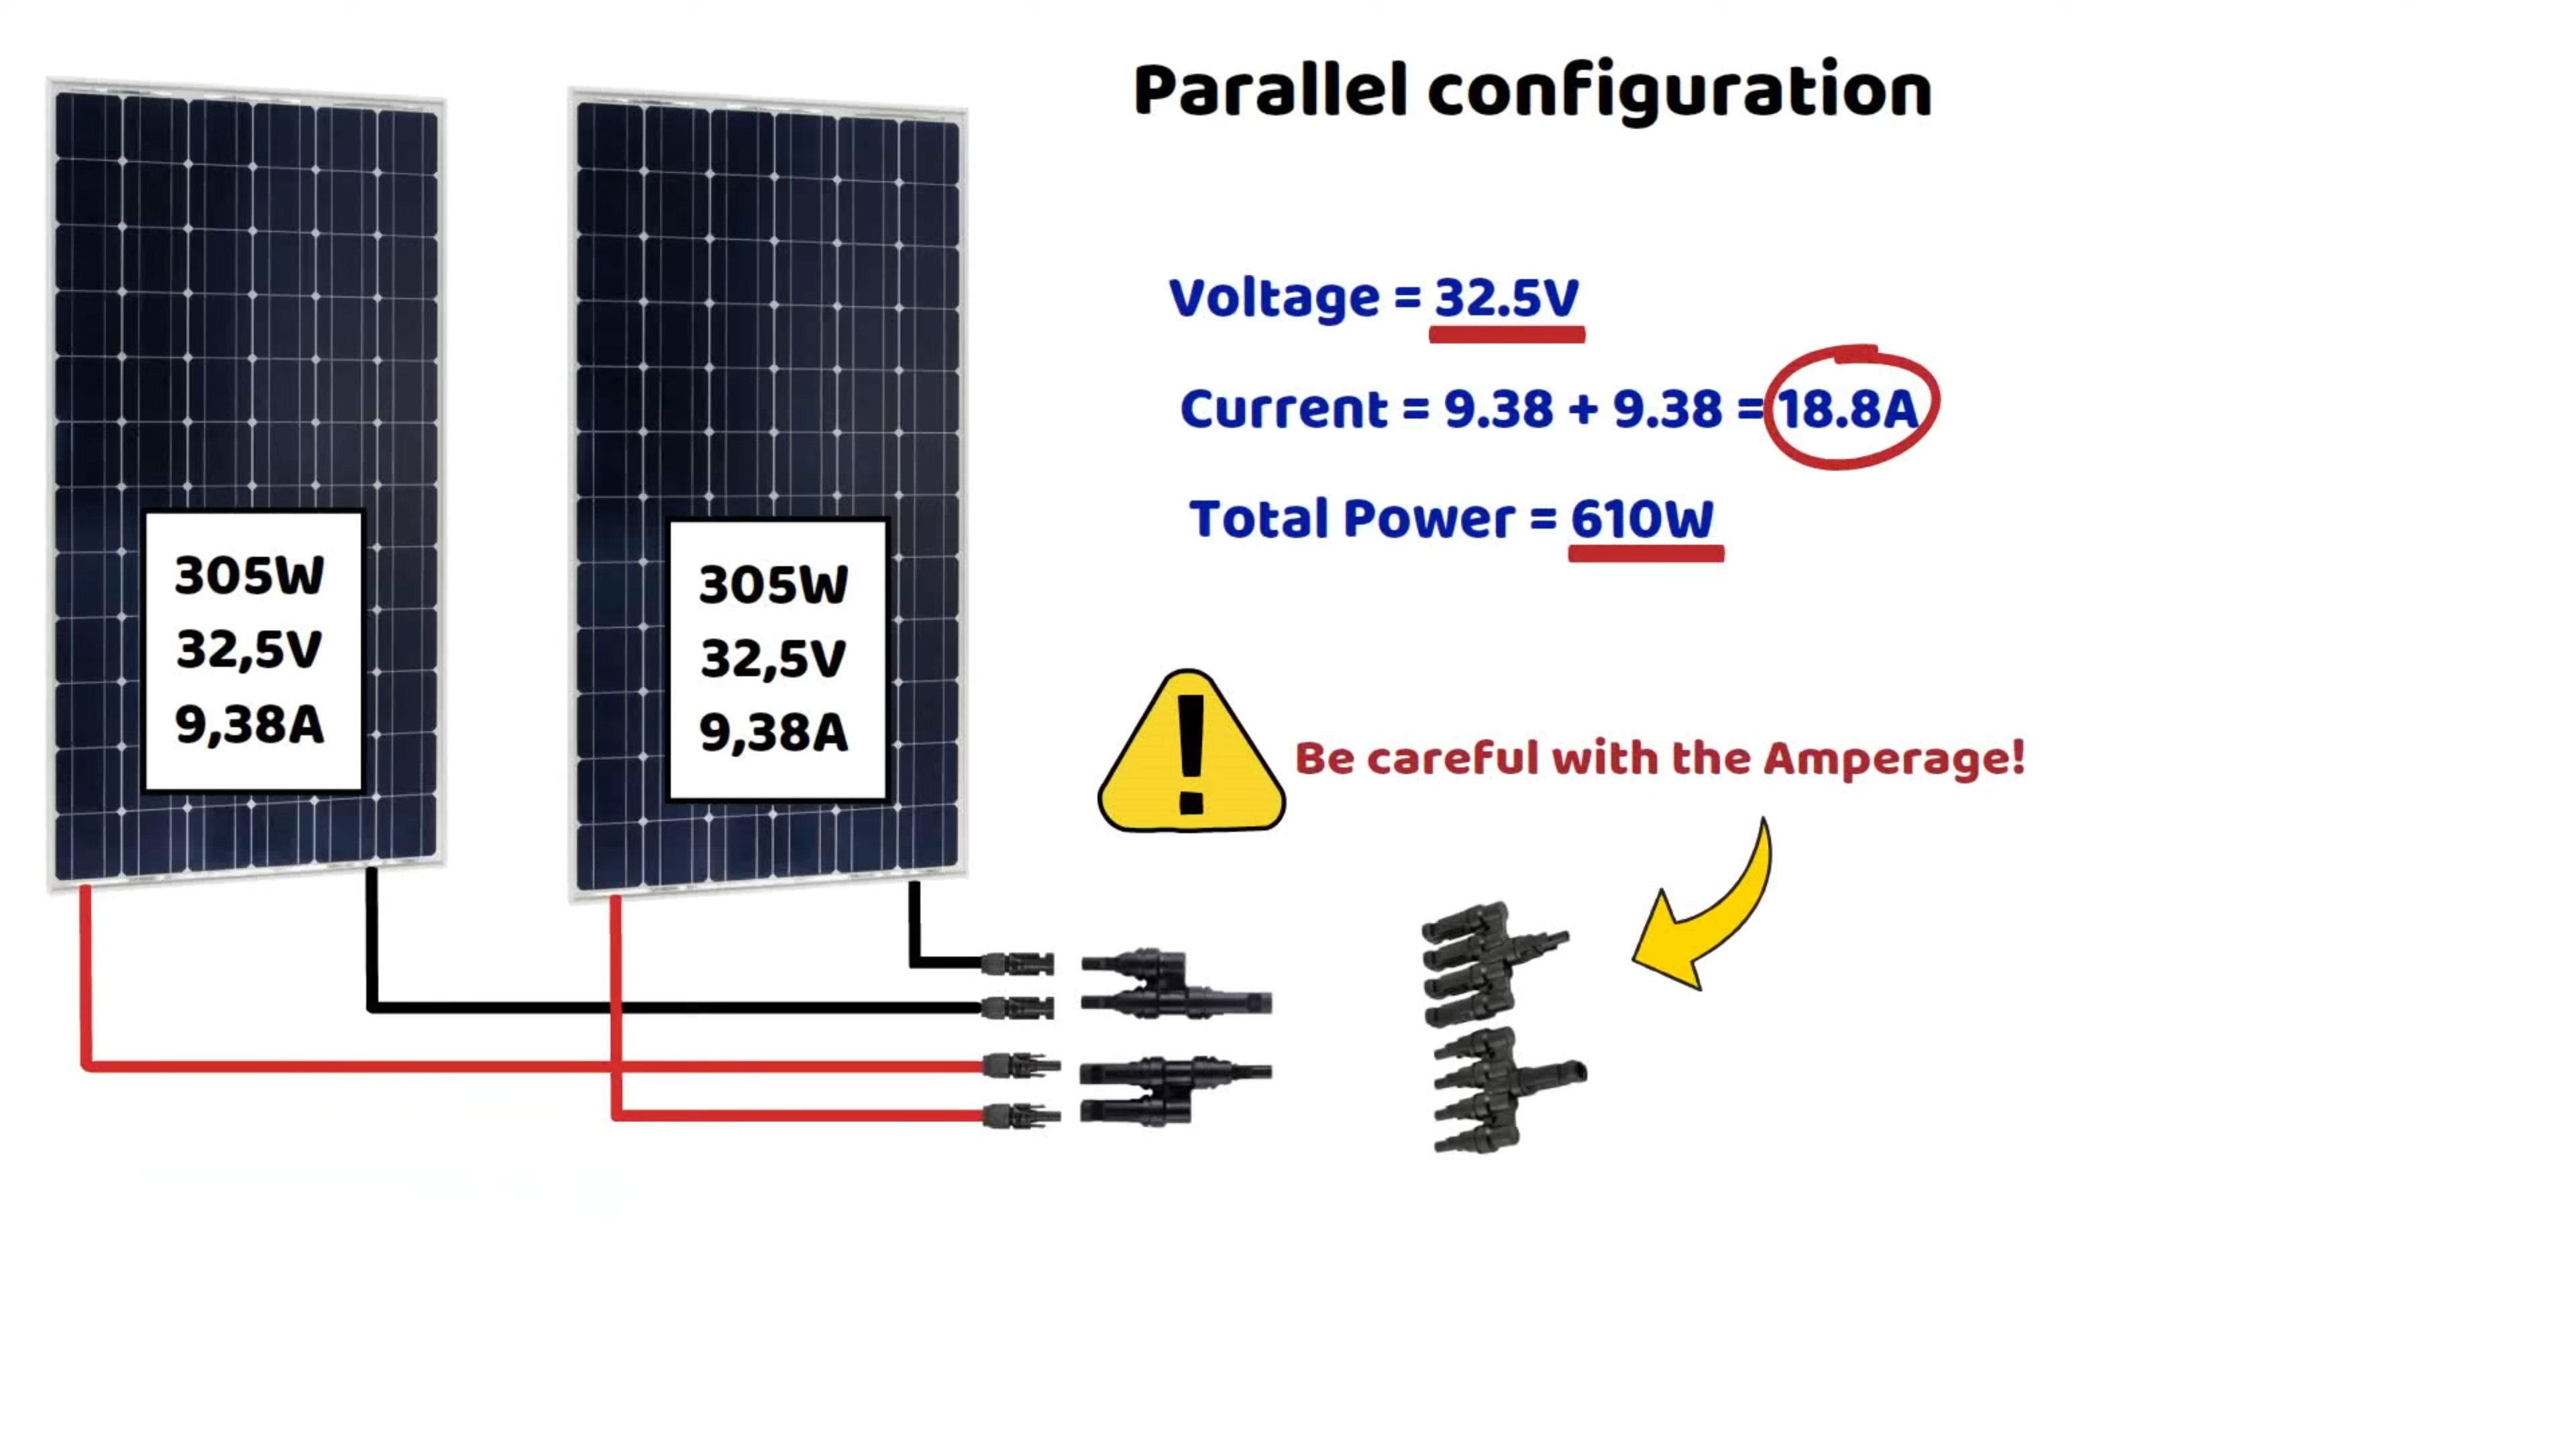 Parallel configuration
Voltage = 32.5V
Current = 9.38 + 9.38 = 18.8A
Total Power = 610W
305W
32,5V
9,38A
305W
32,5V
9,38A
!
Be careful with the Amperage!